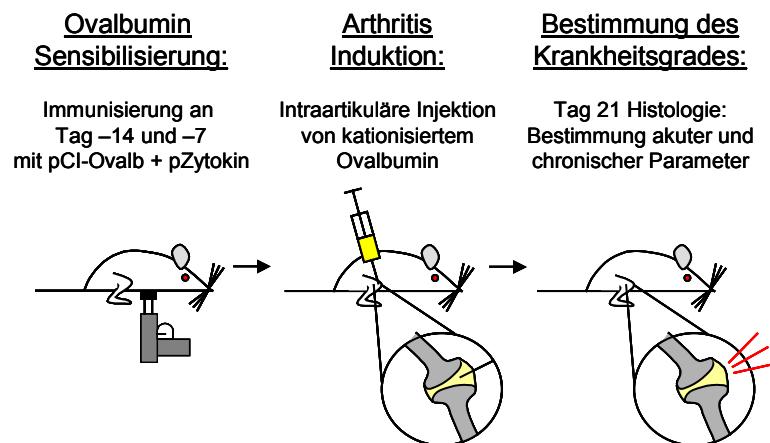 Ovalbumin
Sensibilisierung:
Immunisierung an
Tag –14 und –7
mit pCI-Ovalb + pZytokin
Arthritis
Induktion:
Intraartikuläre Injektion
von kationisiertem
Ovalbumin
Bestimmung des
Krankheitsgrades:
Tag 21 Histologie:
Bestimmung akuter und
chronischer Parameter